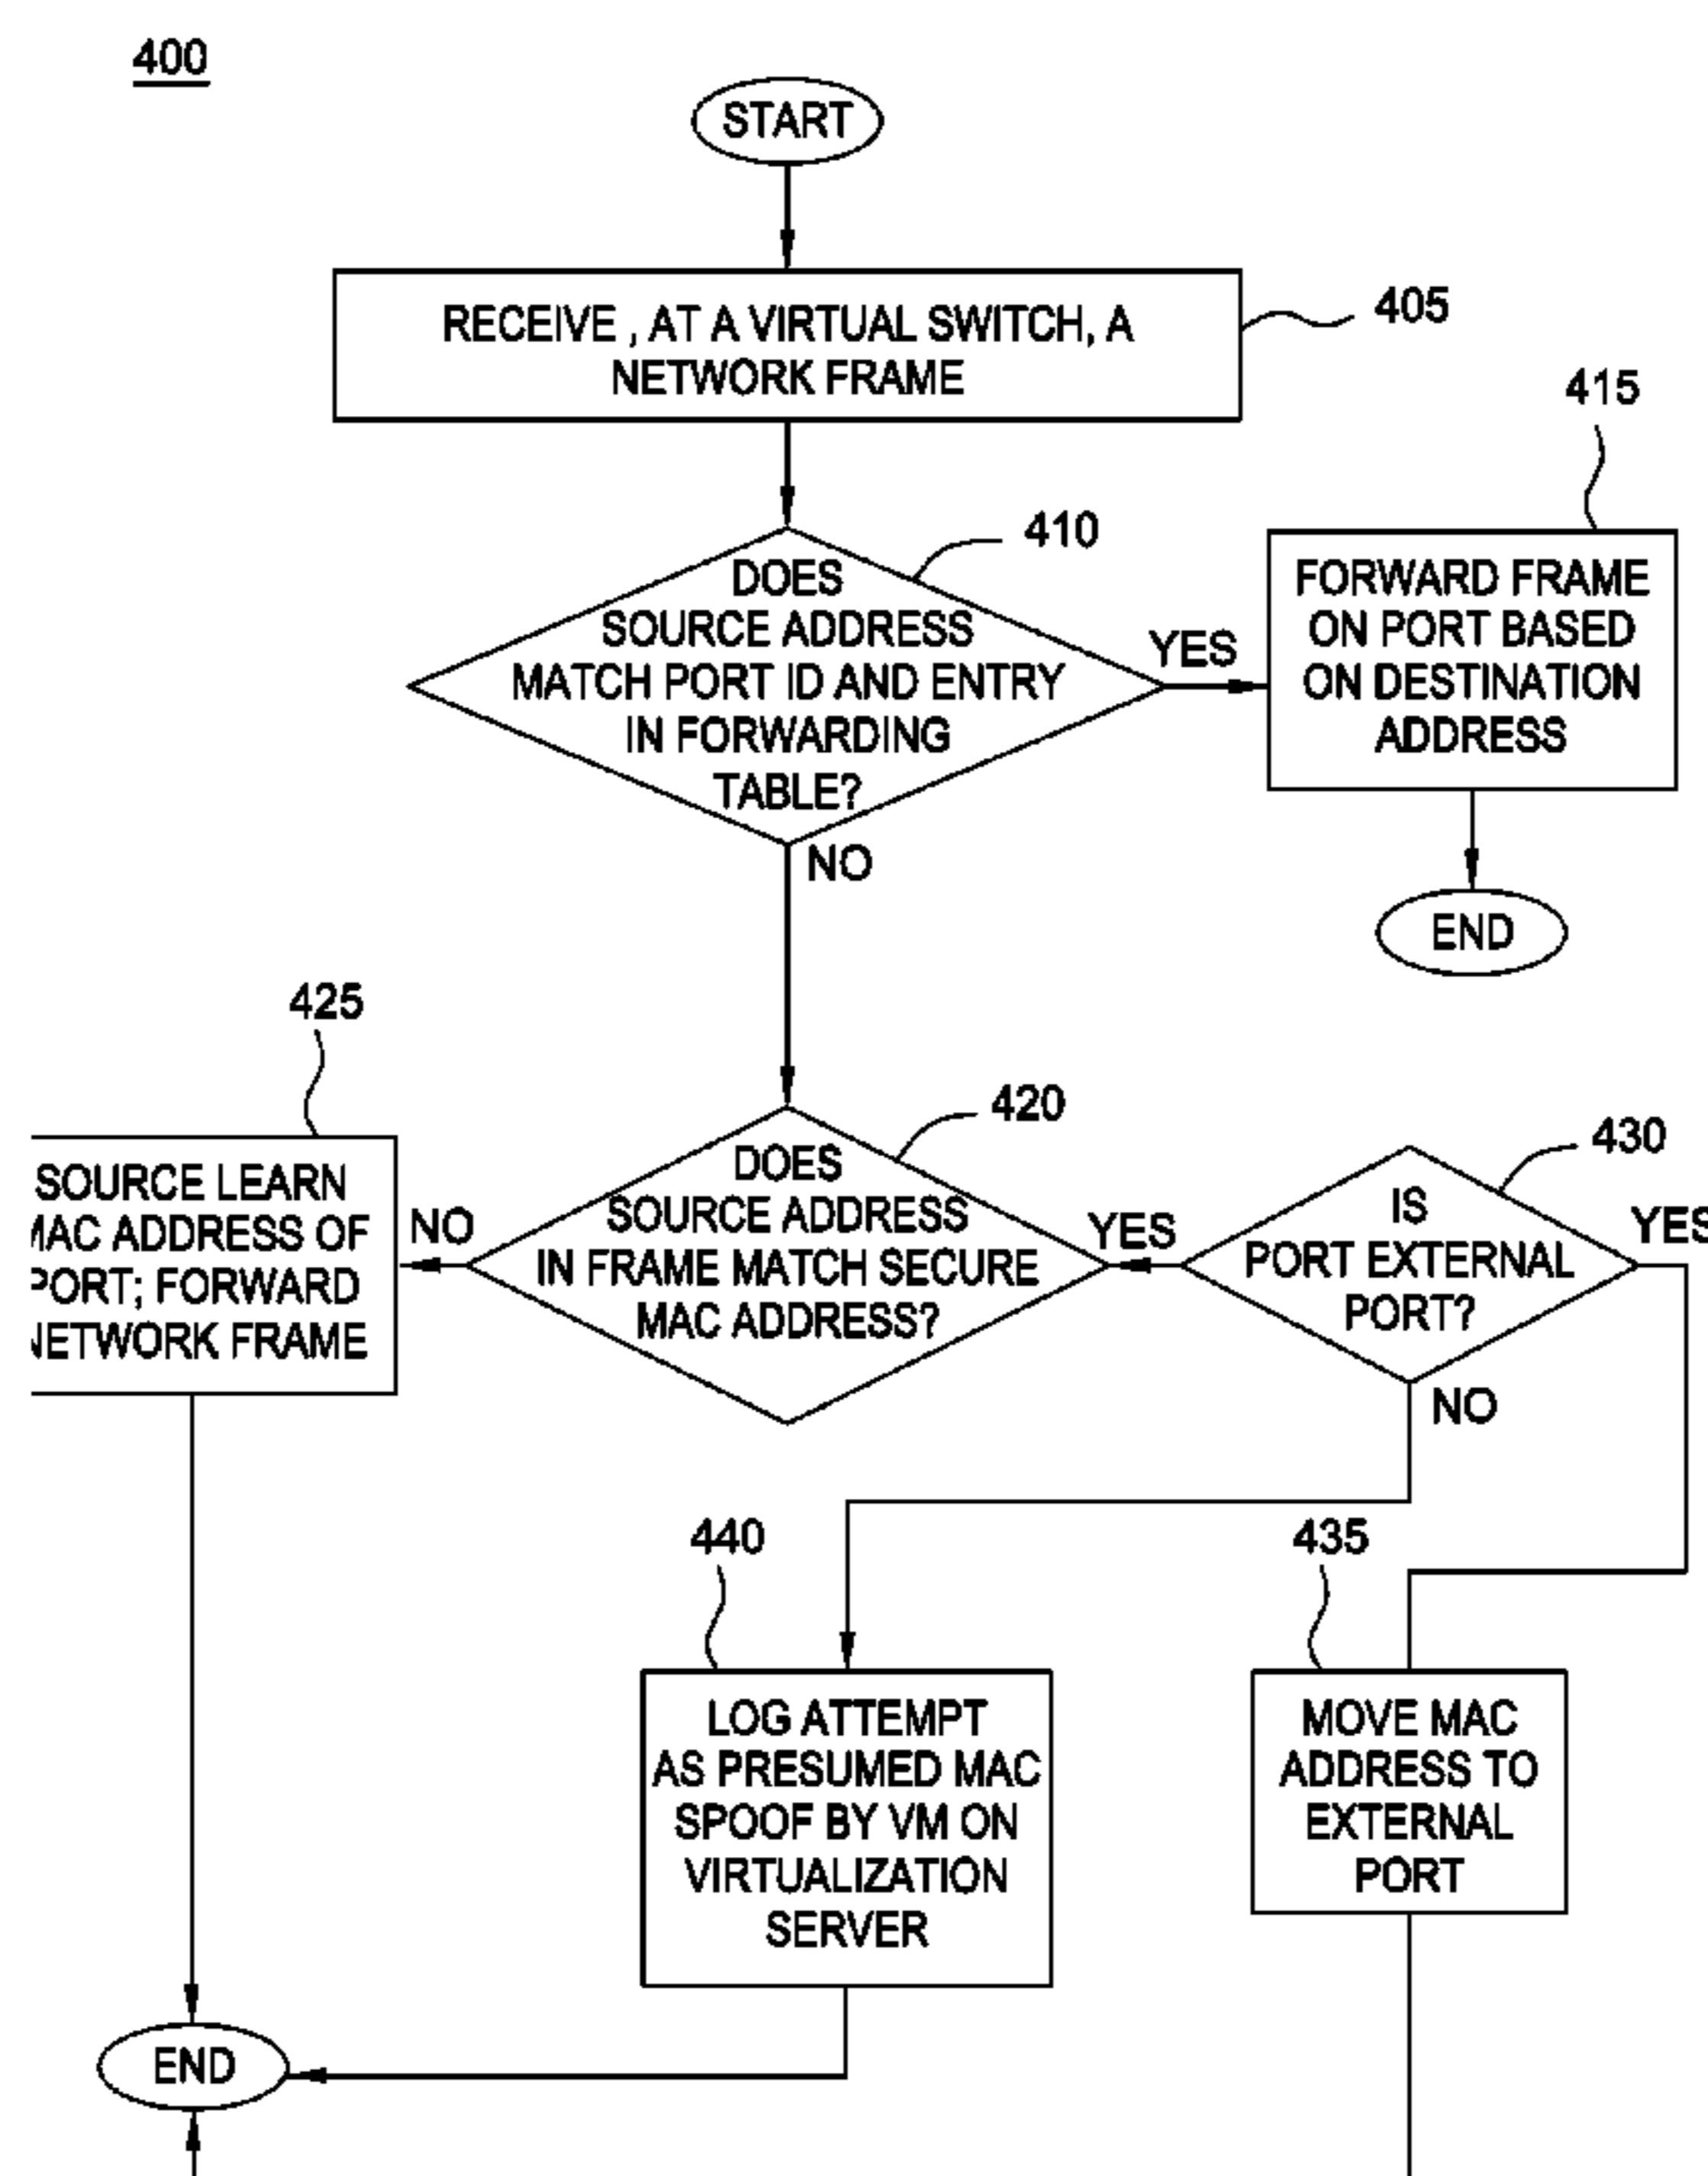 400
START
RECEIVE , AT A VIRTUAL SWITCH, A
NETWORK FRAME
405
415
410
DOES
SOURCE ADDRESS
MATCH PORT ID AND ENTRY
IN FORWARDING
TABLE?
YES
FORWARD FRAME
ON PORT BASED
ON DESTINATION
ADDRESS
NO
END
425
SOURCE LEARN
MAC ADDRESS OF
PORT; FORWARD
NETWORK FRAME
NO
420
DOES
SOURCE ADDRESS
IN FRAME MATCH SECURE
MAC ADDRESS?
YES
430
IS
PORT EXTERNAL
PORT?
YES
NO
440
LOG ATTEMPT
AS PRESUMED MAC
SPOOF BY VM ON
VIRTUALIZATION
SERVER
435
MOVE MAC
ADDRESS TO
EXTERNAL
PORT
END